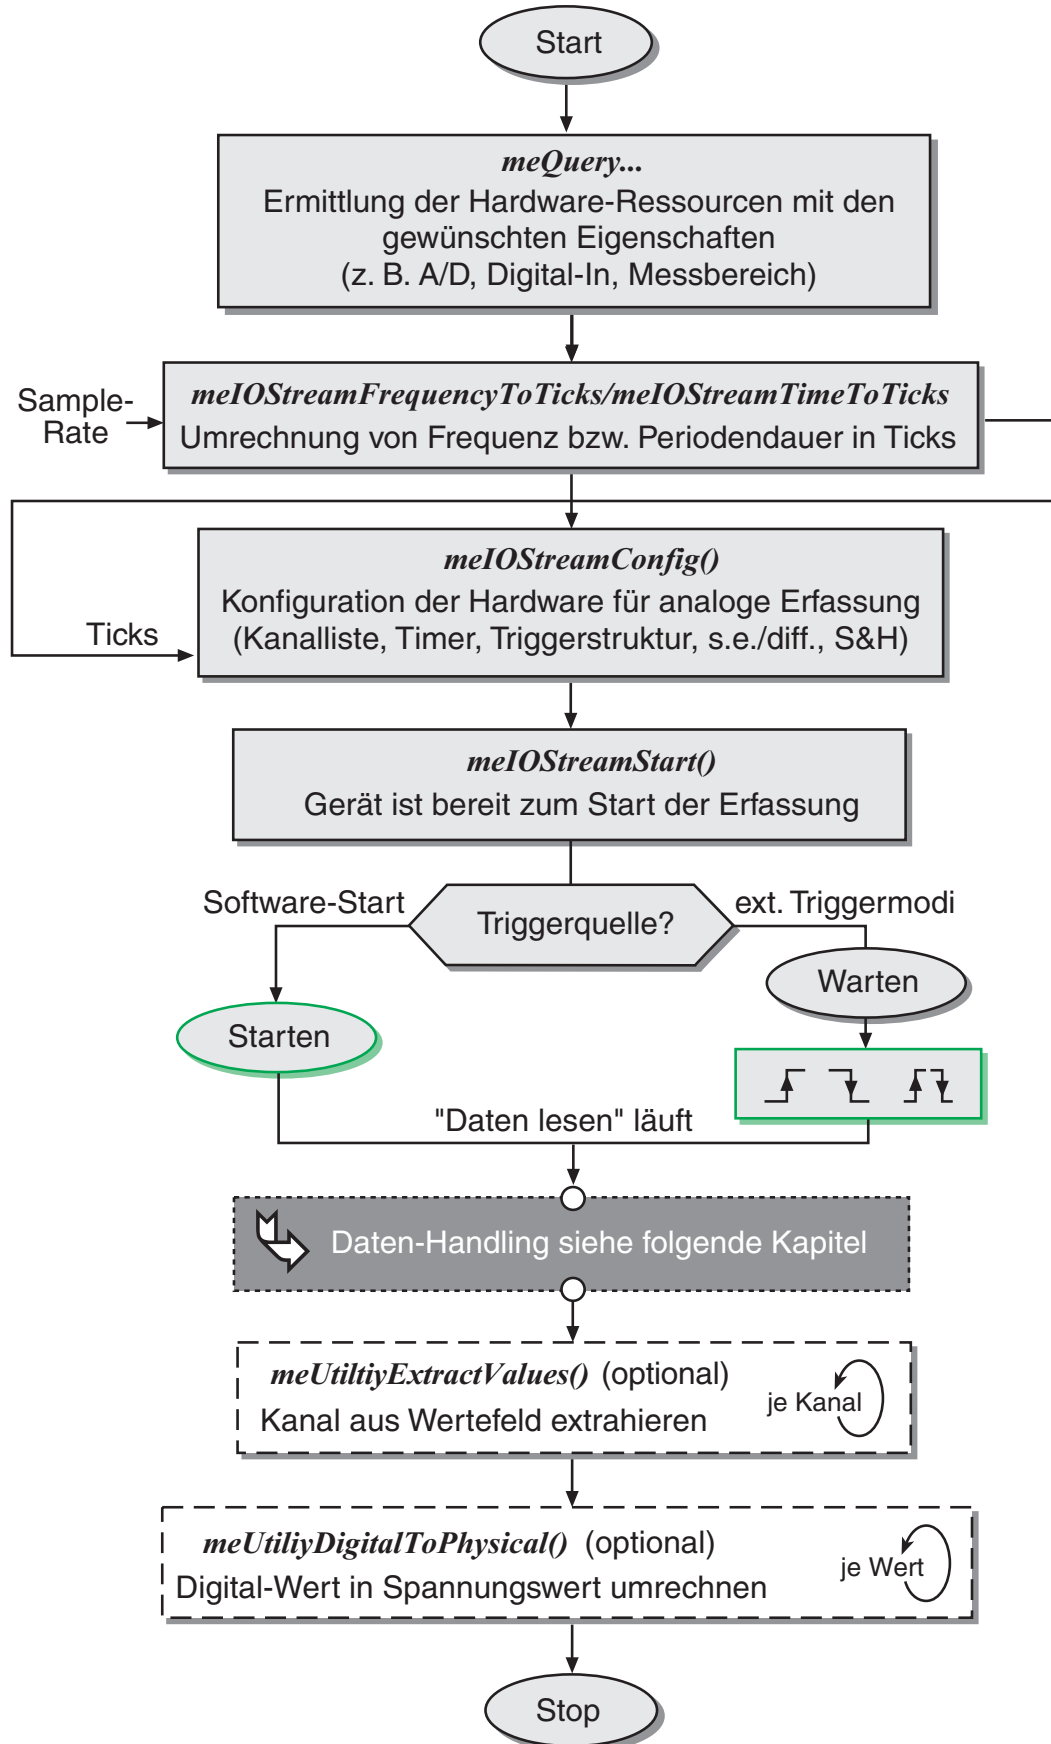 Start
meQuery...
Ermittlung der Hardware-Ressourcen mit den
gewünschten Eigenschaften
(z. B. A/D, Digital-In, Messbereich)
Sample-
Rate
meIOStreamFrequencyToTicks/meIOStreamTimeToTicks
Umrechnung von Frequenz bzw. Periodendauer in Ticks
meIOStreamConfig()
Konfiguration der Hardware für analoge Erfassung
(Kanalliste, Timer, Triggerstruktur, s.e./diff., S&H)
Ticks
meIOStreamStart()
Gerät ist bereit zum Start der Erfassung
Software-Start
Triggerquelle?
ext. Triggermodi
Warten
Starten
"Daten lesen" läuft
Daten-Handling siehe folgende Kapitel
meUtiltiyExtractValues() (optional)
Kanal aus Wertefeld extrahieren
je Kanal
meUtiliyDigitalToPhysical() (optional)
Digital-Wert in Spannungswert umrechnen
je Wert
Stop